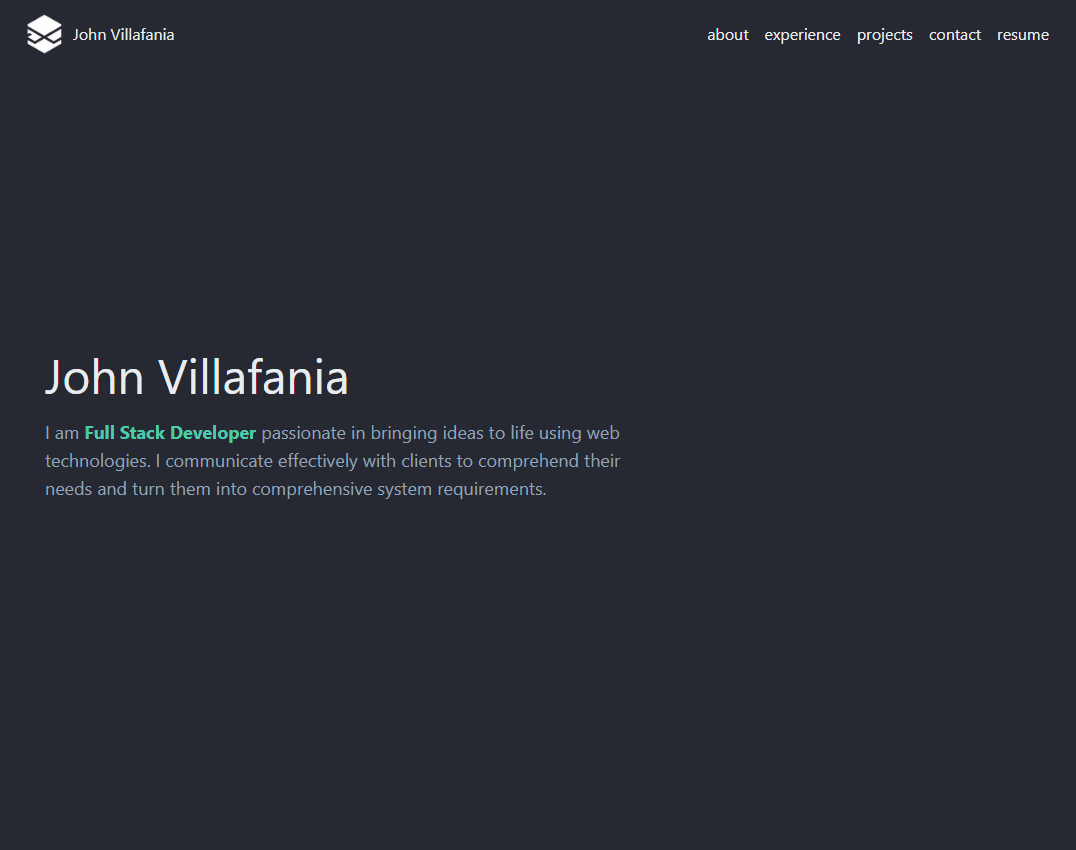 John Villafania
about experience projects contact resume
John Villafania
I am Full Stack Developer passionate in bringing ideas to life using web
technologies. I communicate effectively with clients to comprehend their
needs and turn them into comprehensive system requirements.